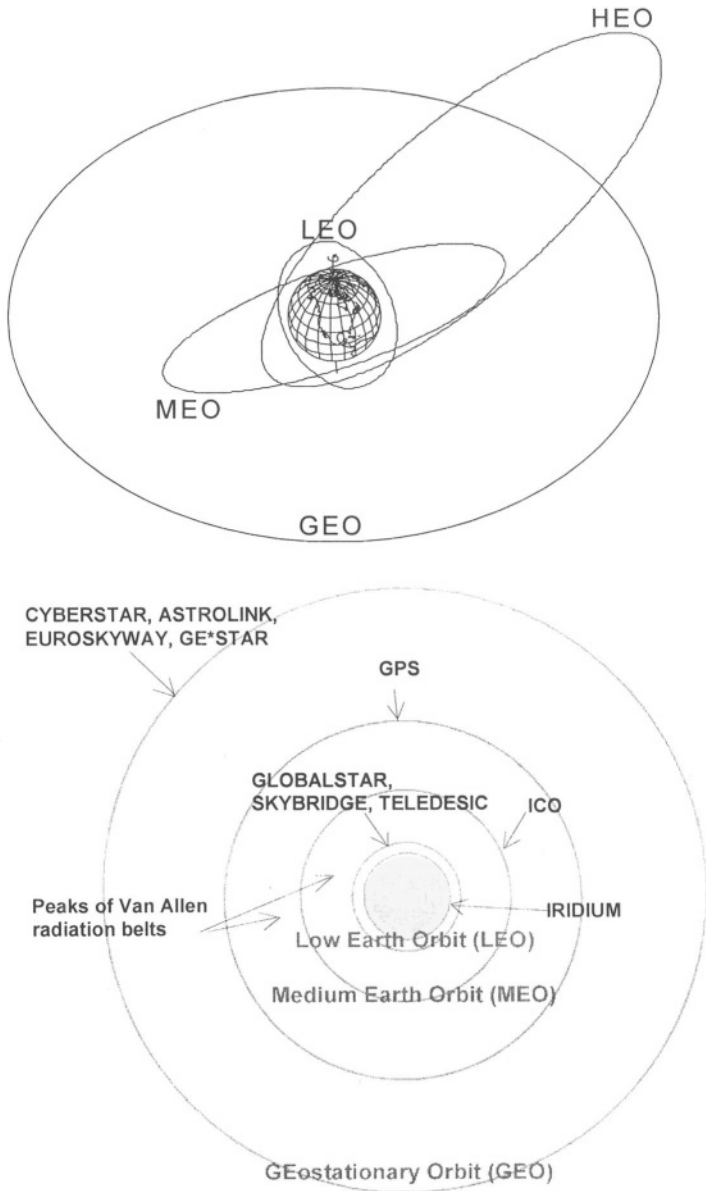 HEO
LEO
MEO
GEO
CYBERSTAR, ASTROLINK,
EUROSKYWAY, GE*STAR
GPS
GLOBALSTAR,
SKYBRIDGE, TELEDESIC
ICO
Peaks of Van Allen
radiation belts
IRIDIUM
Low Earth Orbit (LEO)
Medium Earth Orbit (MEO)
GEostationary Orbit (GEO)